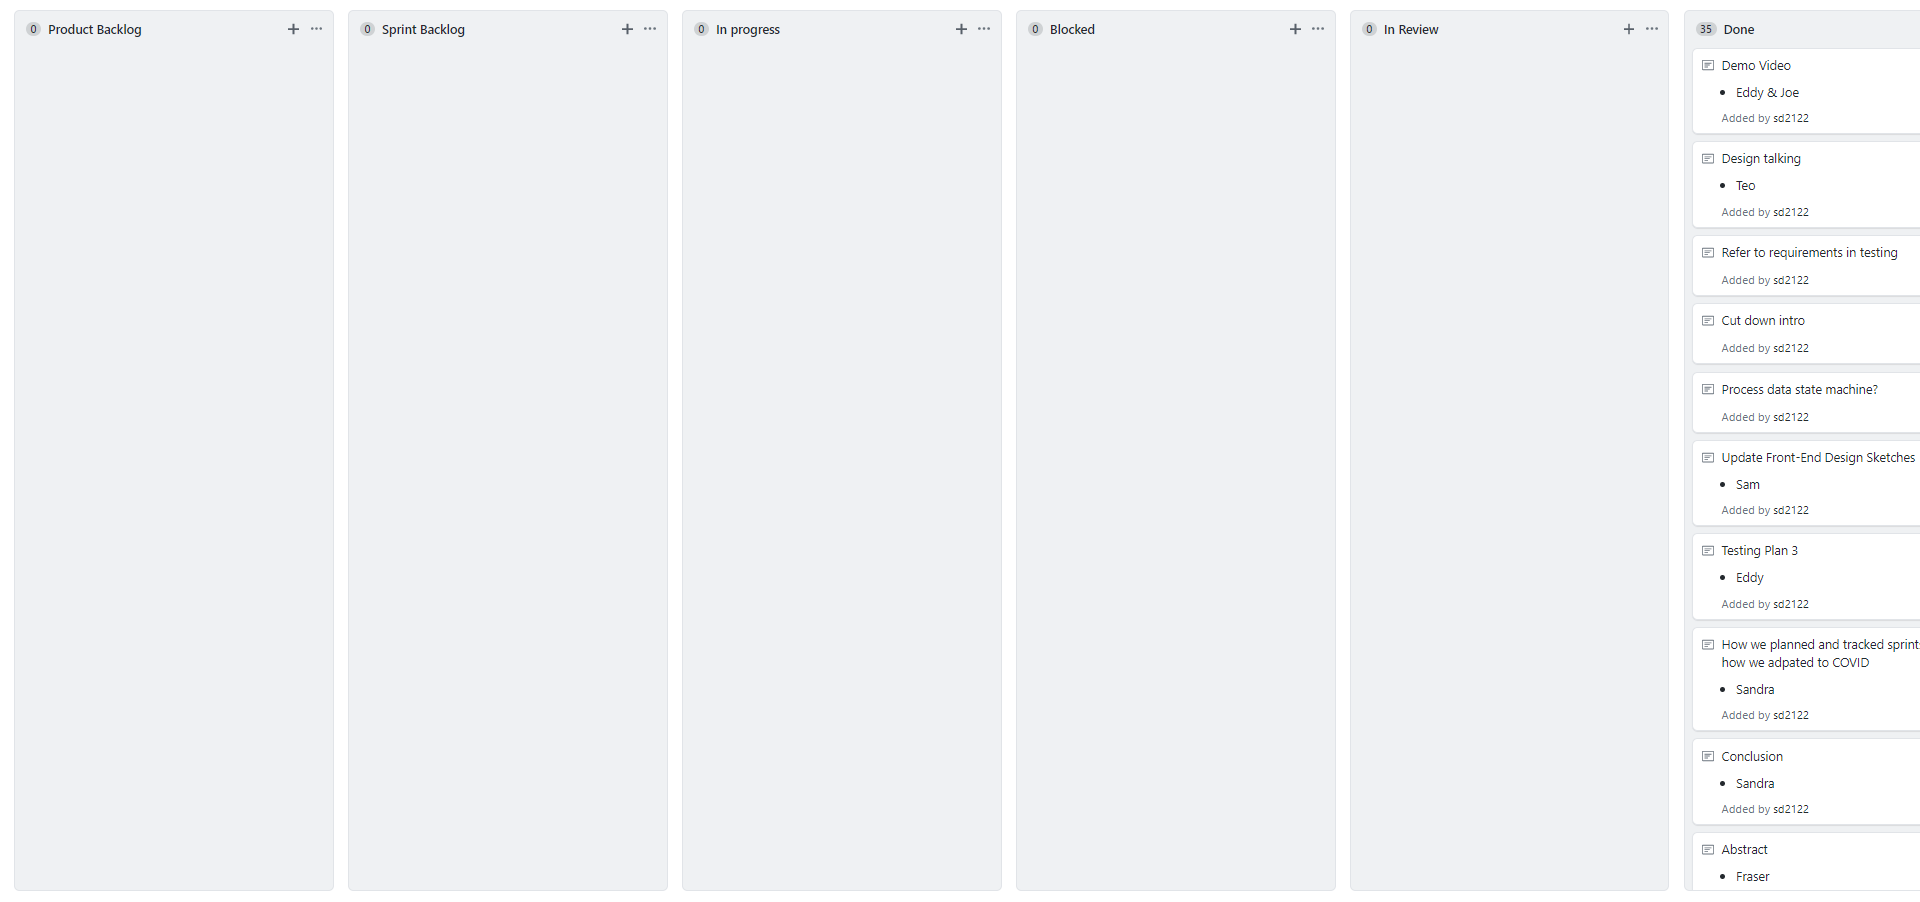 0 Product Backlog
0 Sprint Backlog
0 In progress
0 Blocked
0 In Review
35 Done
Demo Video
Eddy & Joe
Added by sd2122
Design talking
Teo
Added by sd2122
Refer to requirements in testing
Added by sd2122
Cut down intro
Added by sd2122
Process data state machine?
Added by sd2122
Update Front-End Design Sketches
Sam
Added by sd2122
Testing Plan 3
Eddy
Added by sd2122
How we planned and tracked sprints
how we adpated to COVID
Sandra
Added by sd2122
Conclusion
Sandra
Added by sd2122
Abstract
Fraser